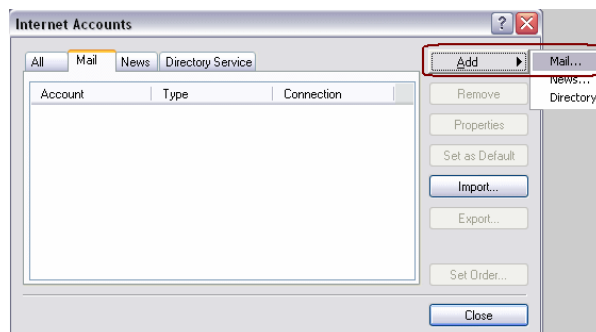 Internet Accounts
All Mail News Directory Service
Add Mail...
News...
Directory
Account Type Connection
Remove
Properties
Set as Default
Import...
Export...
Set Order...
Close